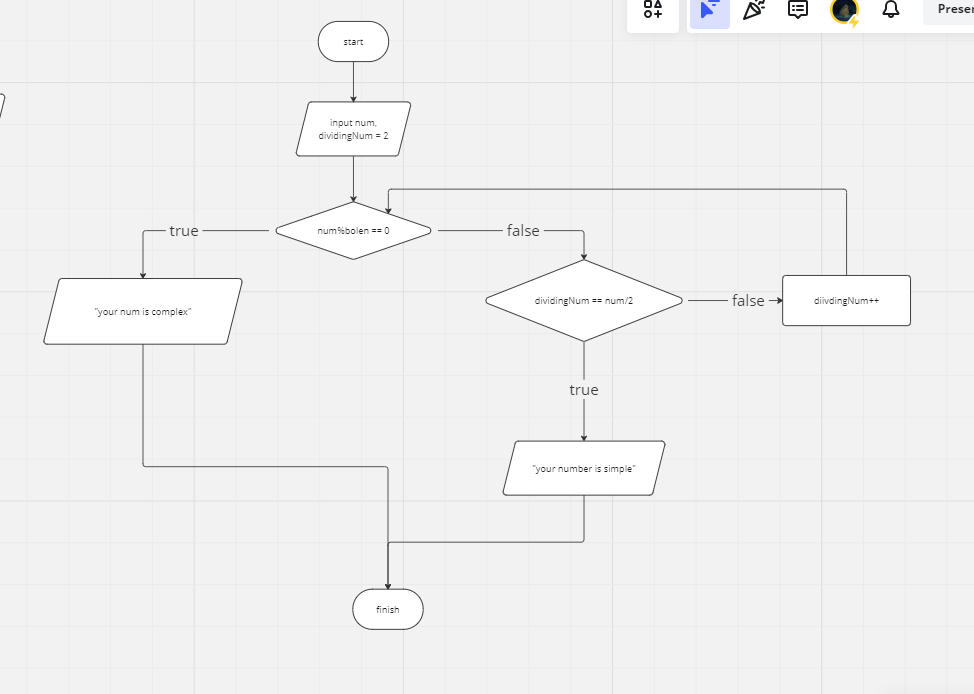 Presen
start
input num,
dividingNum = 2
num%bolen == 0
true
false
"your num is complex"
dividingNum == num/2
false
diivdingNum++
true
"your number is simple"
finish